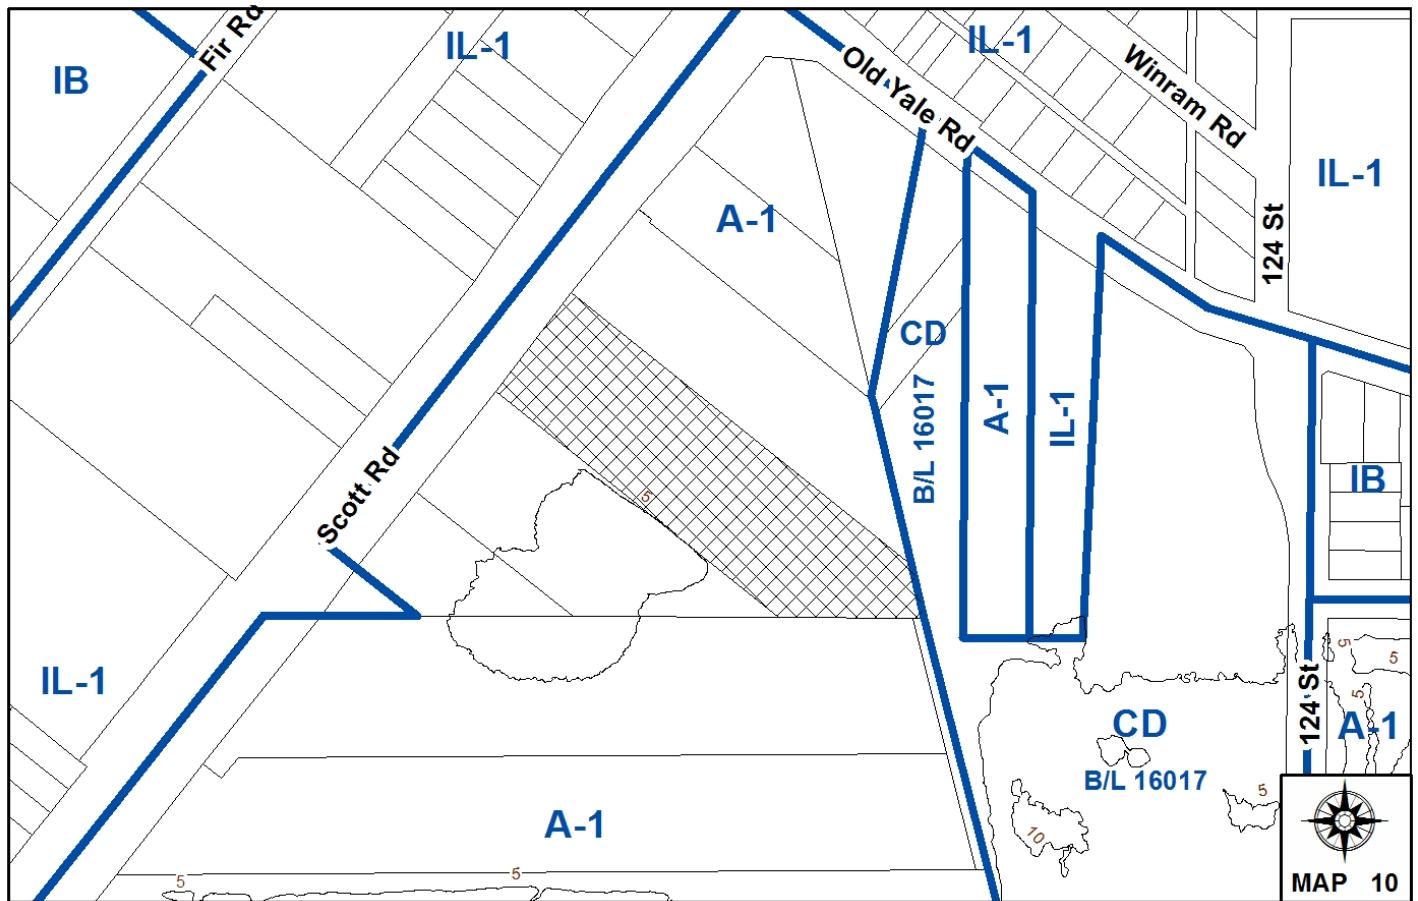 Fir Rd
IL-1
IL-1
IB
Old Yale Rd
Winram Rd
IL-1
A-1
124 St
CD
B/L 16017
A-1
IL-1
IB
Scott Rd
5
5
5
IL-1
5
124 St
CD
A-1
B/L 16017
5
A-1
10
5
5
MAP 10